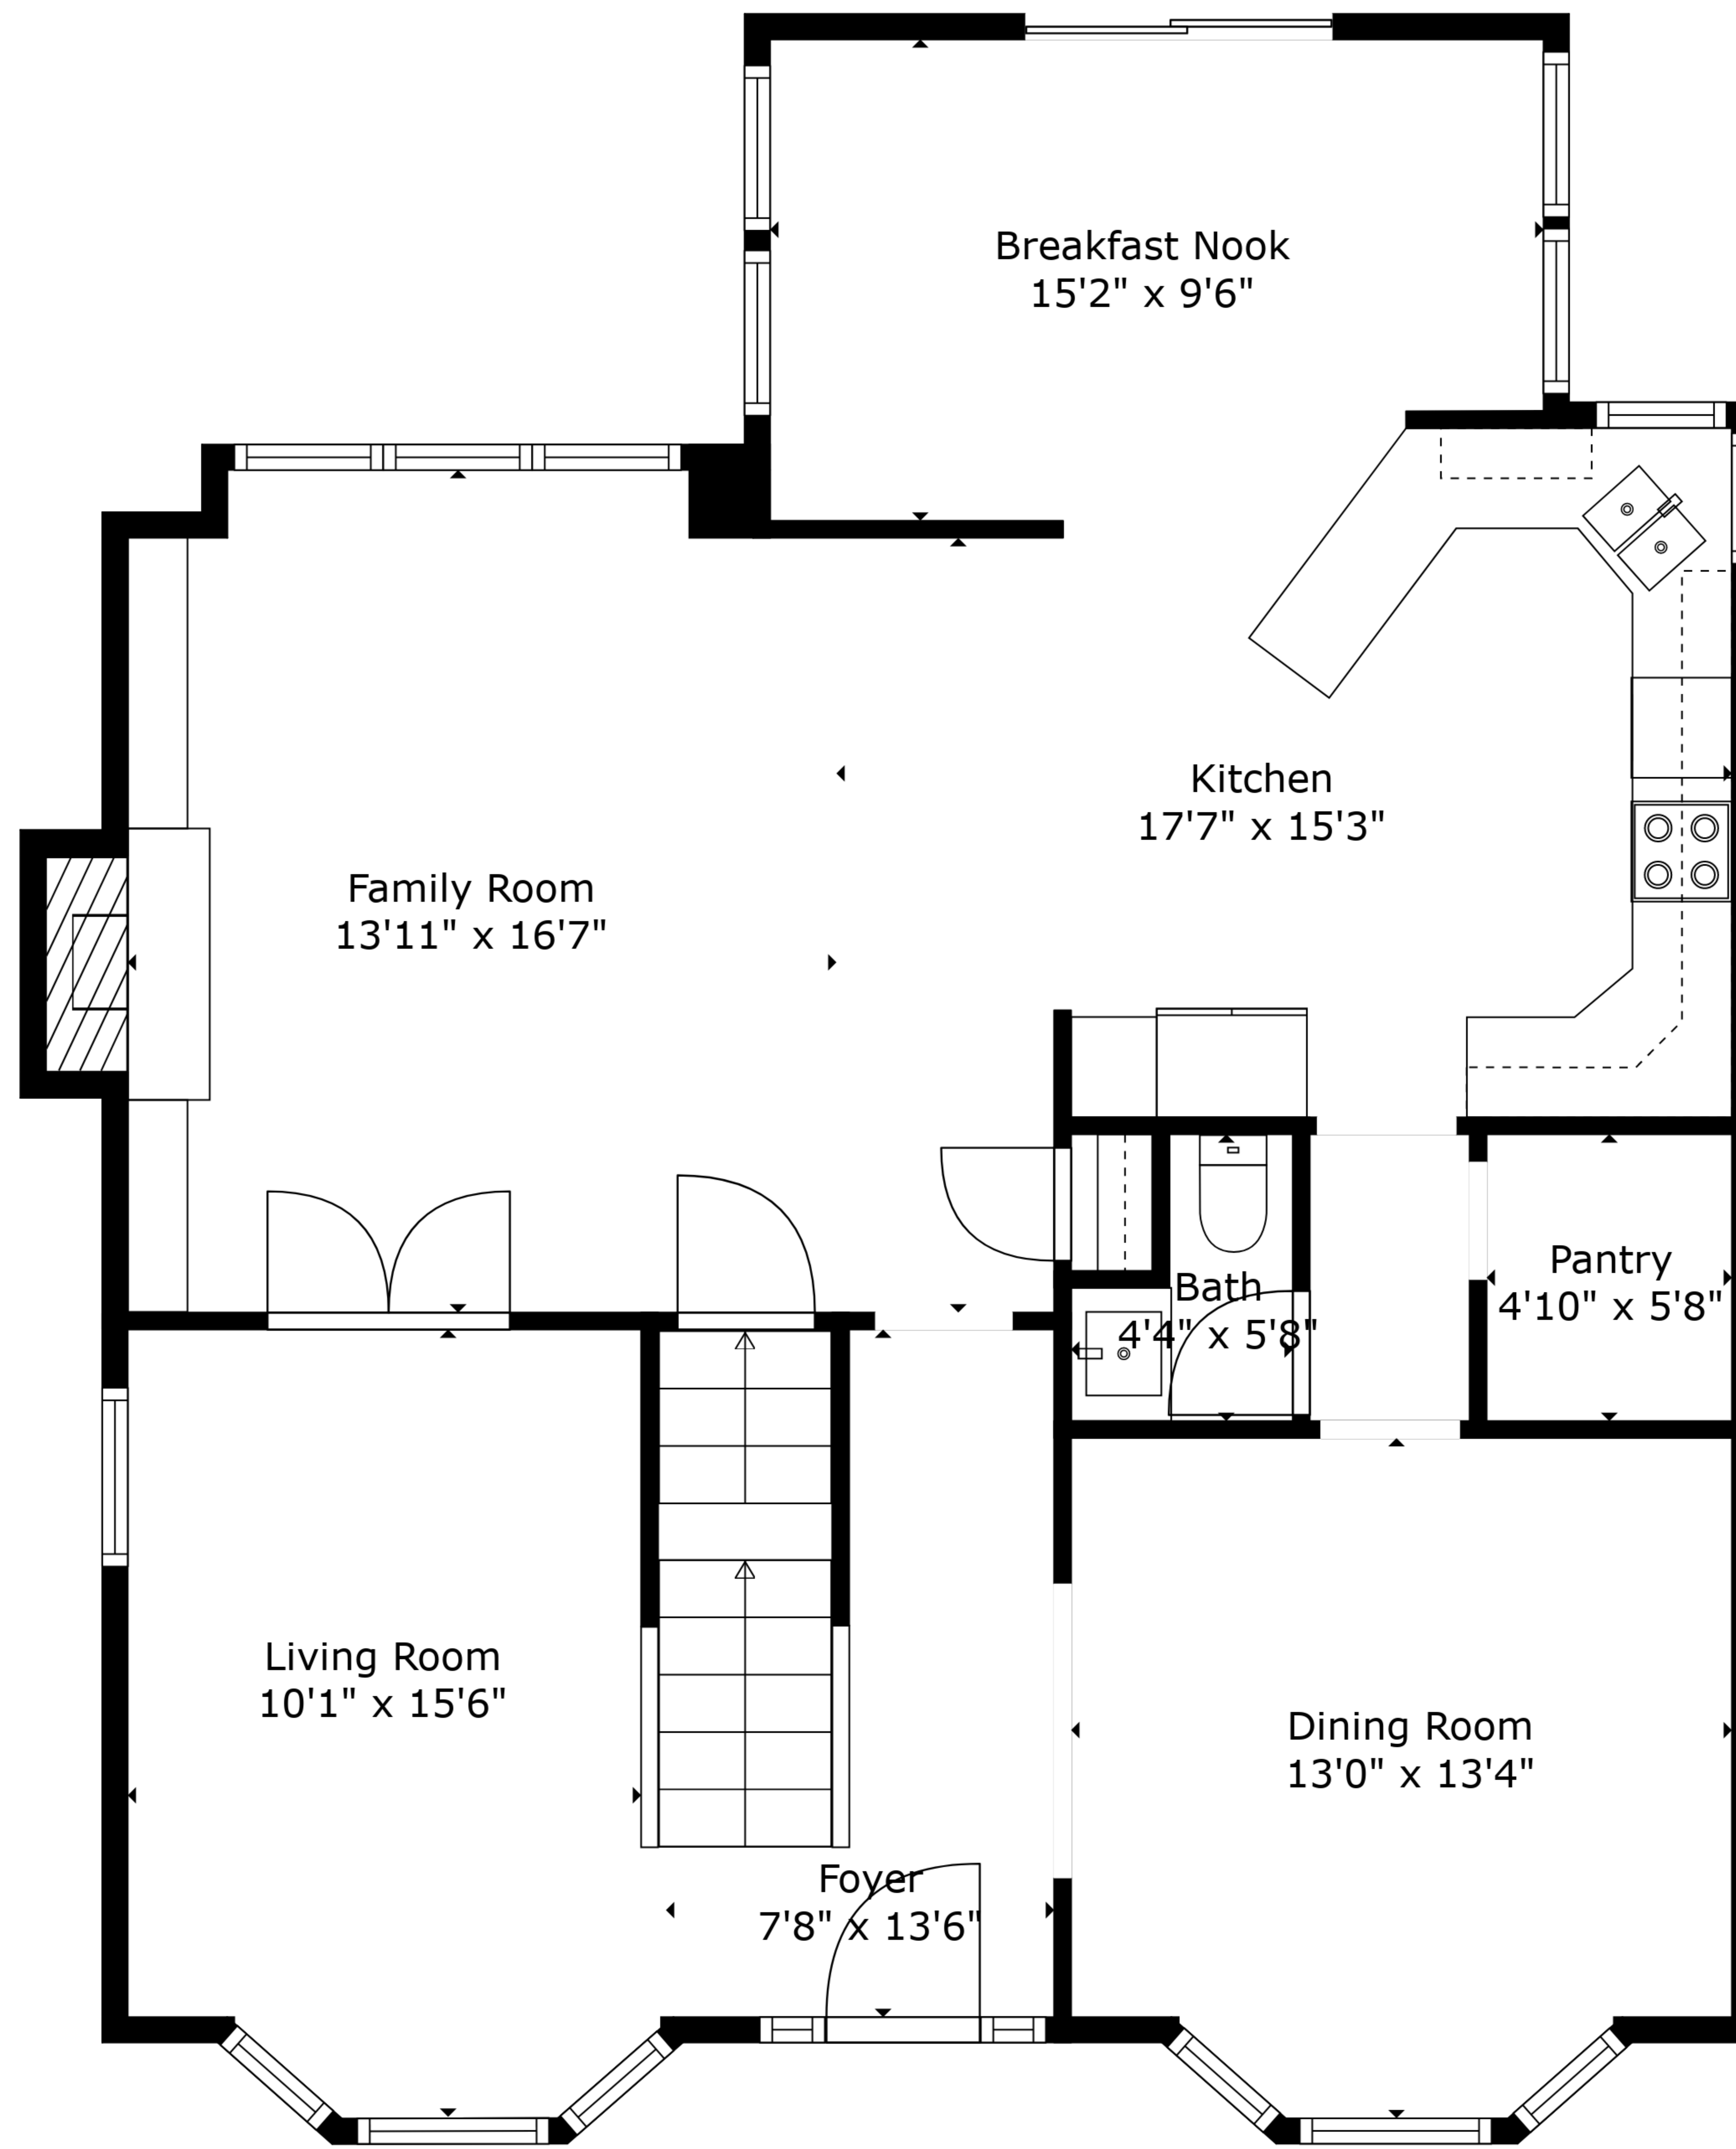 Breakfast Nook
15'2" x 9'6"
Kitchen
17'7" x 15'3"
Family Room
13'11" x 16'7"
Pantry
4'10" x 5'8"
Bath
4'4" x 5'8"
Living Room
10'1" x 15'6"
Dining Room
13'0" x 13'4"
Foyer
7'8" x 13'6"